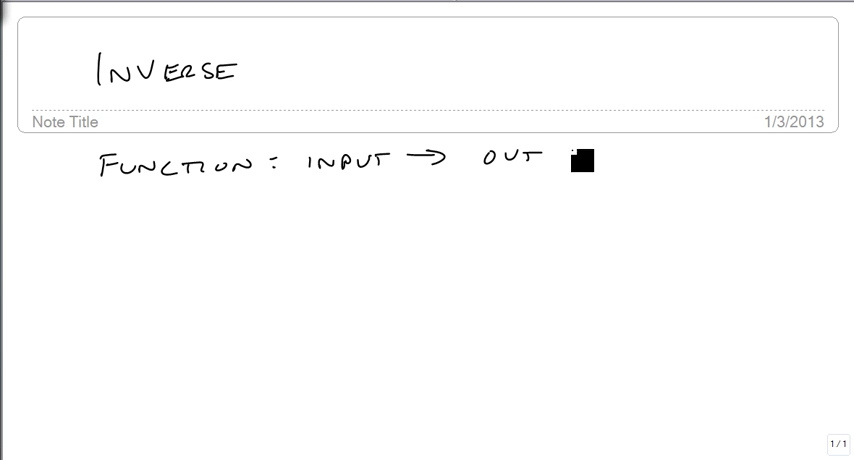 INVERSE
Note Title 1/3/2013
FUNCTION: INPUT → OUT
1 / 1